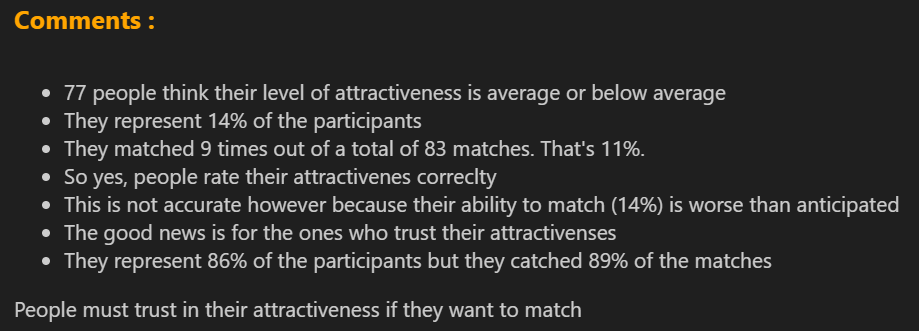 Comments :
• 77 people think their level of attractiveness is average or below average
• They represent 14% of the participants
• They matched 9 times out of a total of 83 matches. That's 11%.
• So yes, people rate their attractivenes correclty
• This is not accurate however because their ability to match (14%) is worse than anticipated
• The good news is for the ones who trust their attractivenses
• They represent 86% of the participants but they catched 89% of the matches
People must trust in their attractiveness if they want to match